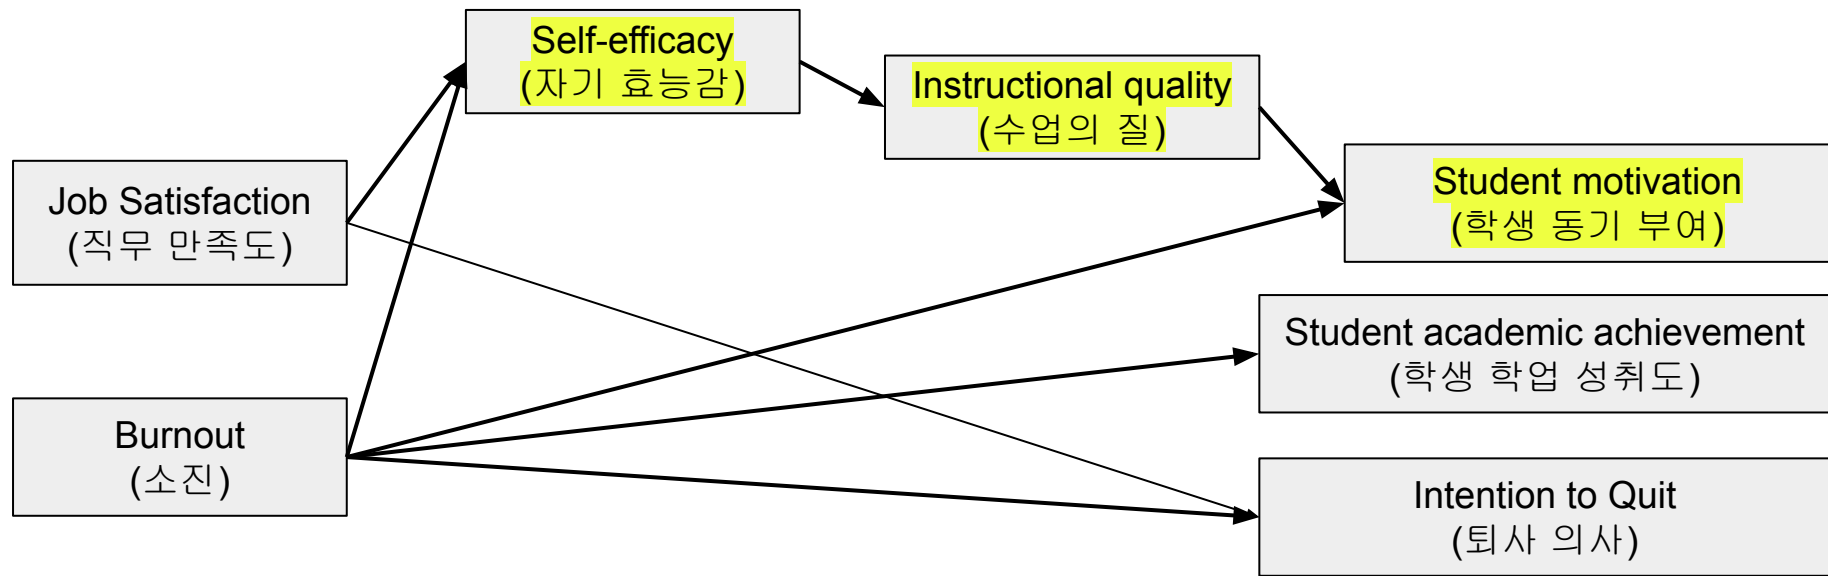 Self-efficacy
(자기 효능감)
Instructional quality
(수업의 질)
Job Satisfaction
(직무 만족도)
Student motivation
(학생 동기 부여)
Student academic achievement
(학생 학업 성취도)
Burnout
(소진)
Intention to Quit
(퇴사 의사)